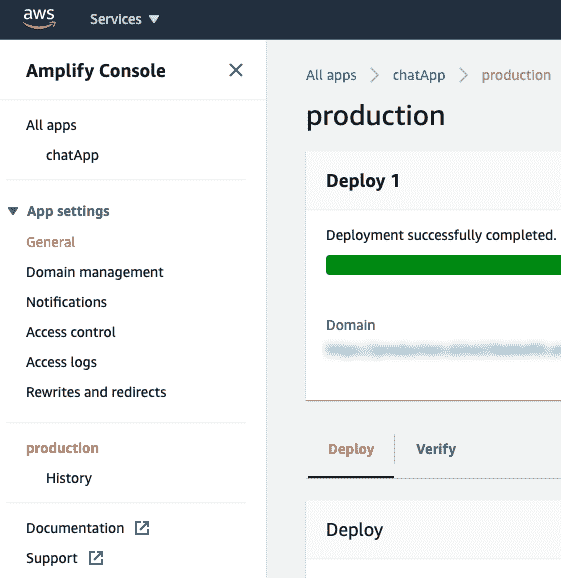 aws
Services
Amplify Console
All apps
chatApp
App settings
General
Domain management
Notifications
Access control
Access logs
Rewrites and redirects
production
History
Documentation
Support
All apps
chatApp
production
production
Deploy 1
Deployment successfully completed.
Domain
Deploy
Verify
Deploy